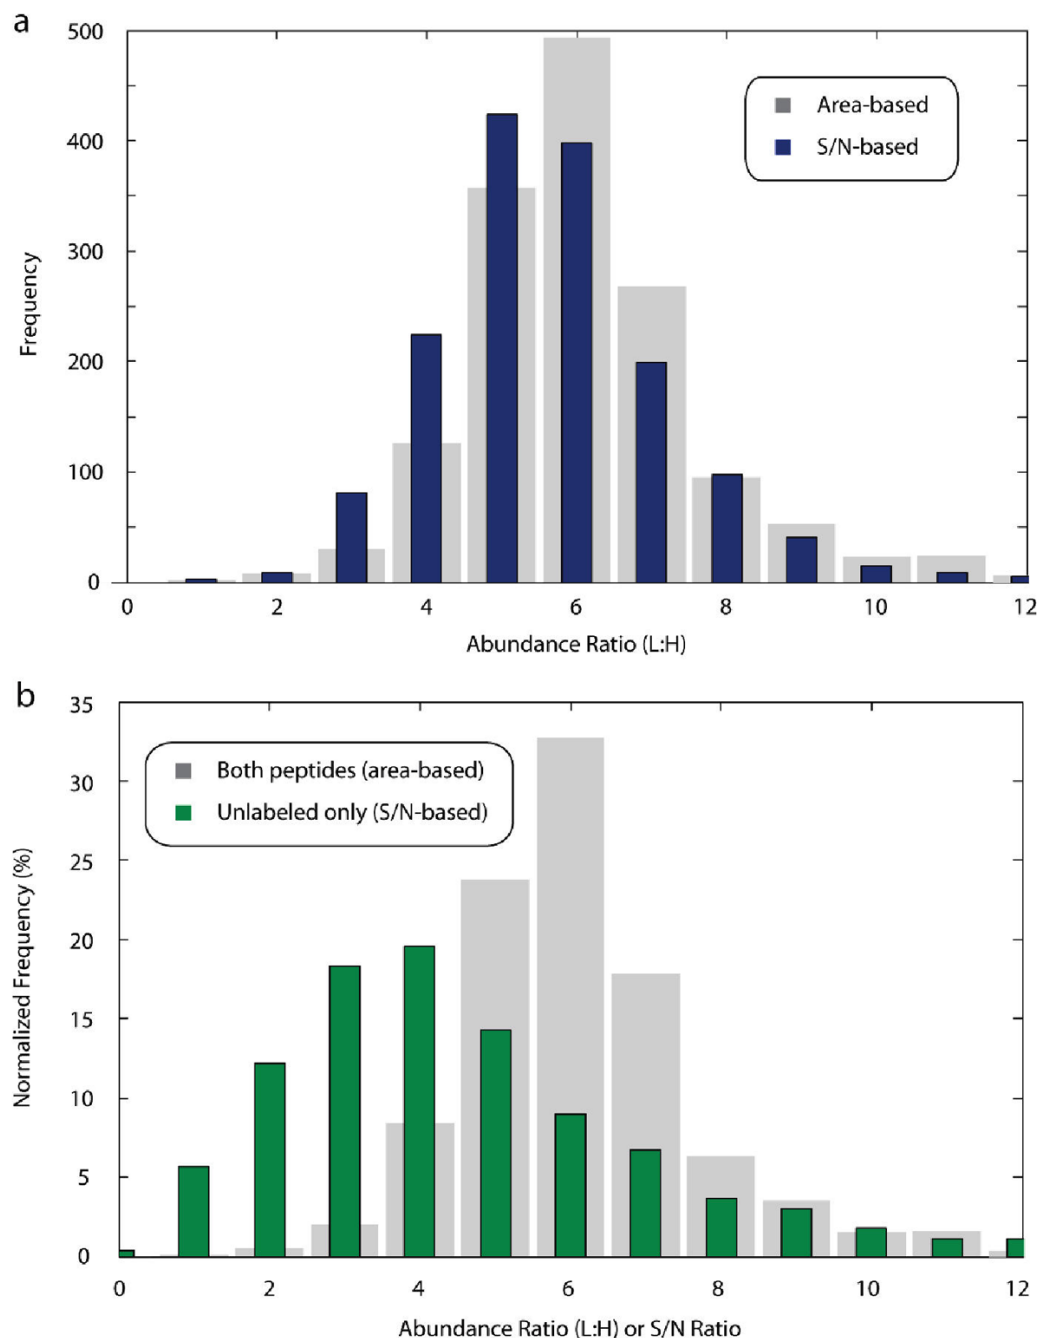 a
500
400
300
200
100
0
Frequency
Area-based
S/N-based
0 2 4 6 8 10 12
Abundance Ratio (L:H)
b
35
30
25
20
15
10
5
0
Normalized Frequency (%)
Both peptides (area-based)
Unlabeled only (S/N-based)
0 2 4 6 8 10 12
Abundance Ratio (L:H) or S/N Ratio